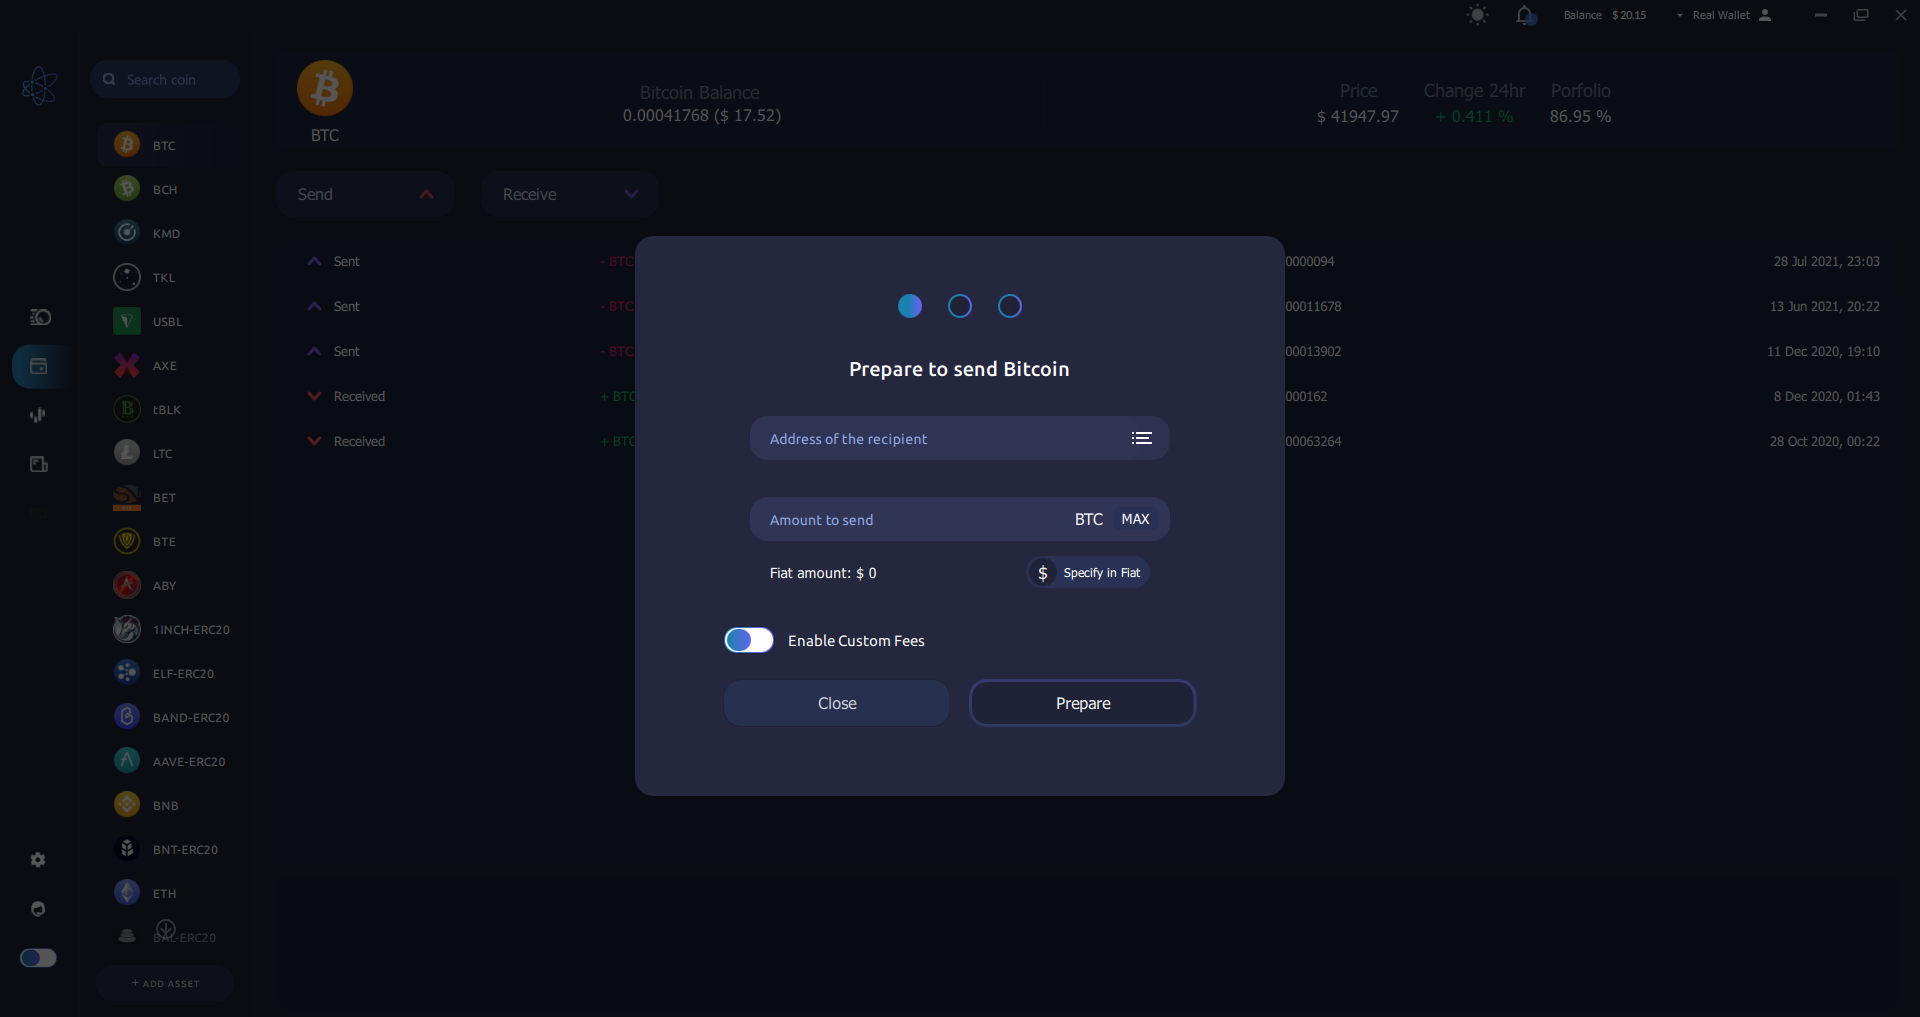 Balance $ 20.15 Real Wallet
Search coin
BTC
Bitcoin Balance
0.00041768 ($ 17.52)
Price
$ 41947.97
Change 24hr
+ 0.411 %
Porfolio
86.95 %
BTC
BCH
KMD
TKL
USBL
AXE
tBLK
LTC
BET
BTE
ABY
1INCH-ERC20
ELF-ERC20
BAND-ERC20
AAVE-ERC20
BNB
BNT-ERC20
ETH
BAL-ERC20
+ ADD ASSET
Send
Receive
Sent - BTC 0000094 28 Jul 2021, 23:03
Sent - BTC 00011678 13 Jun 2021, 20:22
Sent - BTC 00013902 11 Dec 2020, 19:10
Received + BTC 000162 8 Dec 2020, 01:43
Received + BTC 00063264 28 Oct 2020, 00:22
Prepare to send Bitcoin
Address of the recipient
Amount to send BTC MAX
Fiat amount: $ 0
$ Specify in Fiat
Enable Custom Fees
Close
Prepare